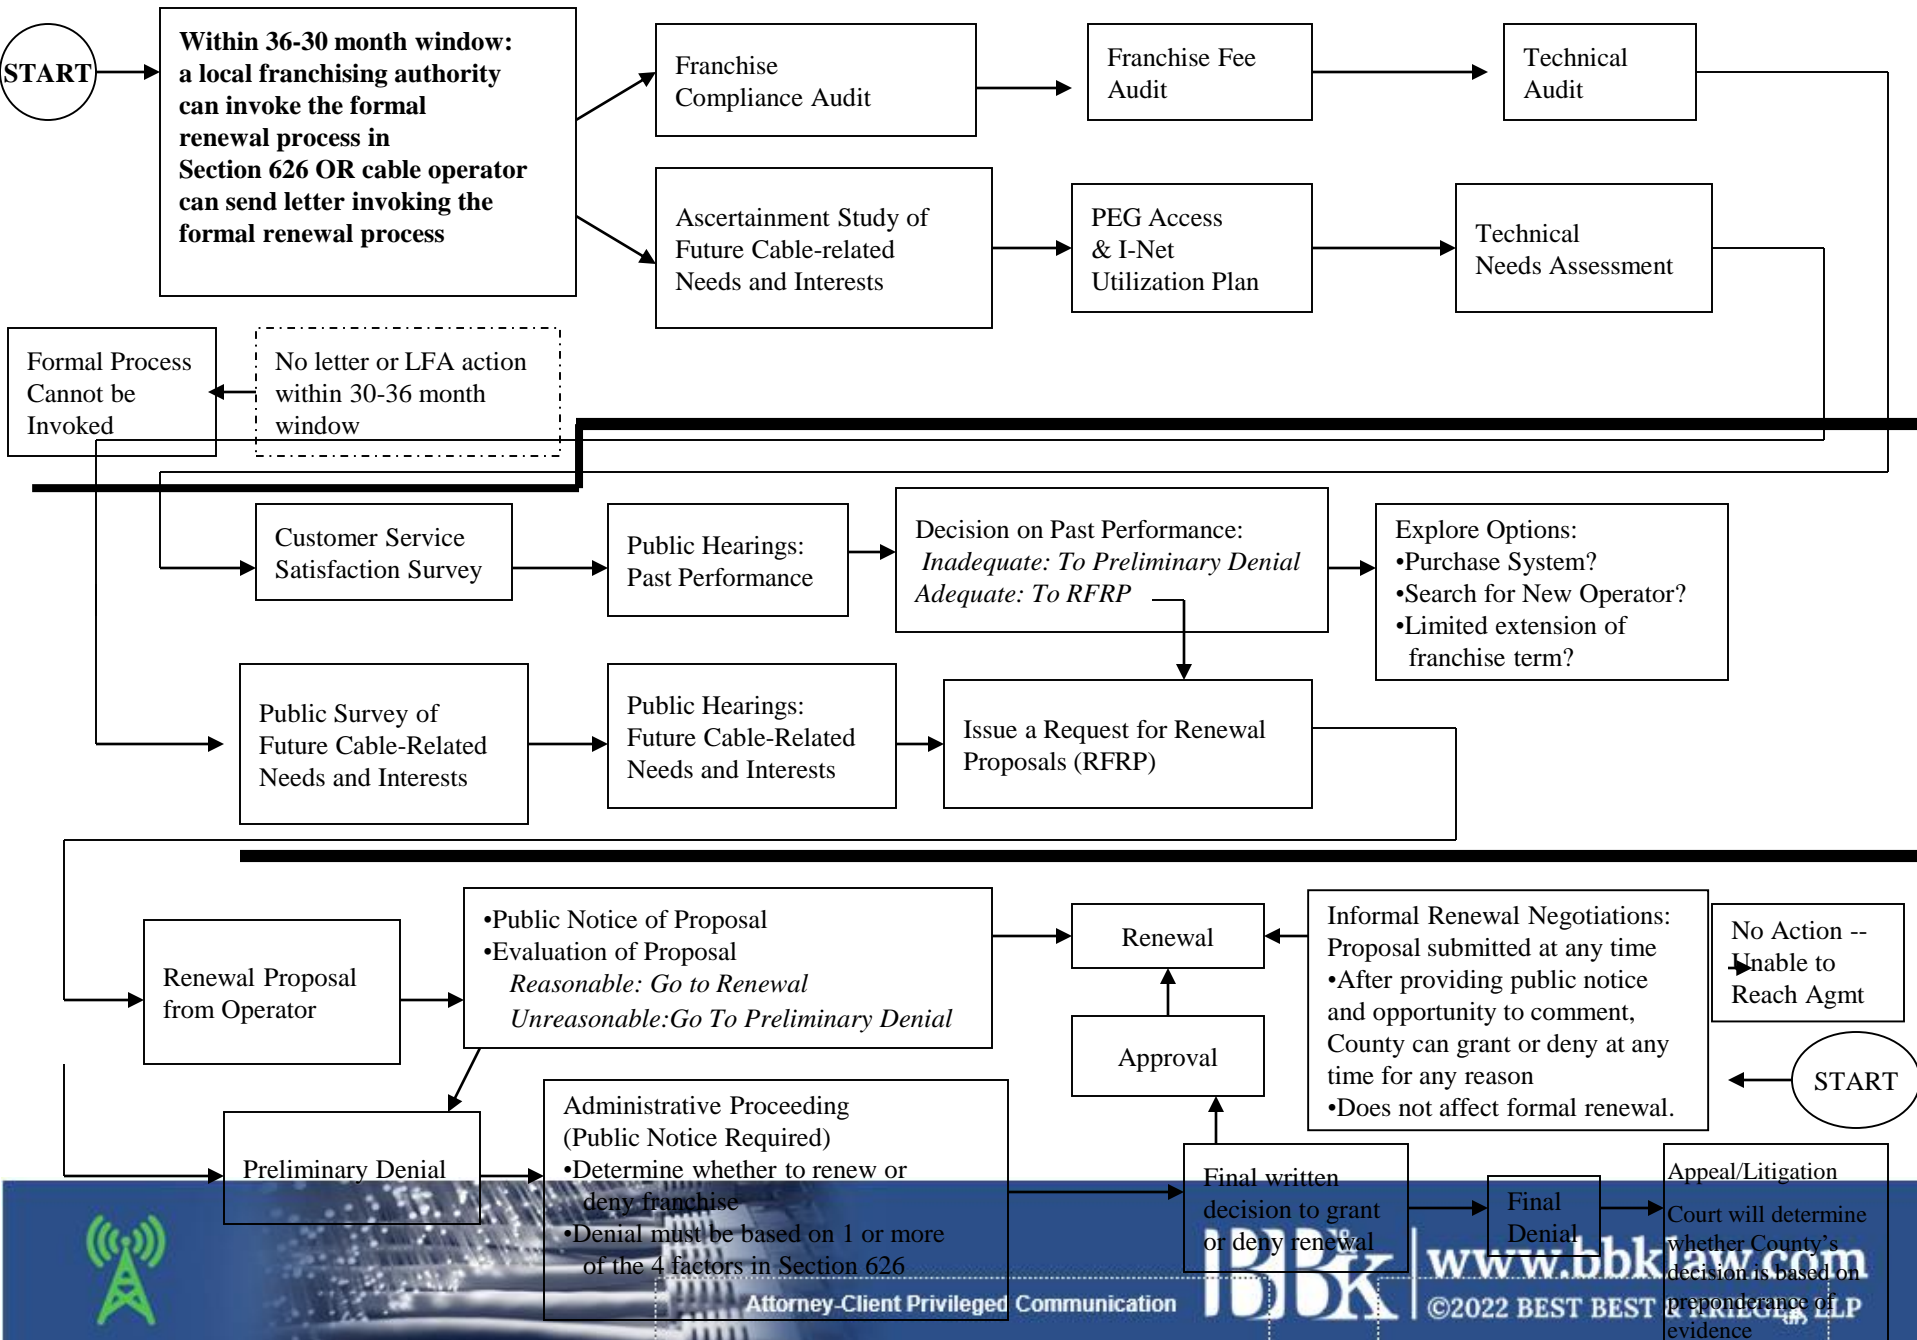 START
Within 36-30 month window:
a local franchising authority
can invoke the formal
renewal process in
Section 626 OR cable operator
can send letter invoking the
formal renewal process
Franchise
Compliance Audit
Franchise Fee
Audit
Technical
Audit
Ascertainment Study of
Future Cable-related
Needs and Interests
PEG Access
& I-Net
Utilization Plan
Technical
Needs Assessment
Formal Process
Cannot be
Invoked
No letter or LFA action
within 30-36 month
window
Customer Service
Satisfaction Survey
Public Hearings:
Past Performance
Decision on Past Performance:
Inadequate: To Preliminary Denial
Adequate: To RFRP
Explore Options:
•Purchase System?
•Search for New Operator?
•Limited extension of
franchise term?
Public Survey of
Future Cable-Related
Needs and Interests
Public Hearings:
Future Cable-Related
Needs and Interests
Issue a Request for Renewal
Proposals (RFRP)
Renewal Proposal
from Operator
•Public Notice of Proposal
•Evaluation of Proposal
Reasonable: Go to Renewal
Unreasonable:Go To Preliminary Denial
Renewal
Approval
Informal Renewal Negotiations:
Proposal submitted at any time
•After providing public notice
and opportunity to comment,
County can grant or deny at any
time for any reason
•Does not affect formal renewal.
No Action --
Unable to
Reach Agmt
START
Preliminary Denial
Administrative Proceeding
(Public Notice Required)
•Determine whether to renew or
deny franchise
•Denial must be based on 1 or more
of the 4 factors in Section 626
Final written
decision to grant
or deny renewal
Final
Denial
Appeal/Litigation
Court will determine
whether County's
decision is based on
preponderance of
evidence
Attorney-Client Privileged Communication
BBK
www.bbklaw.com
©2022 BEST BEST & KRIEGER LLP